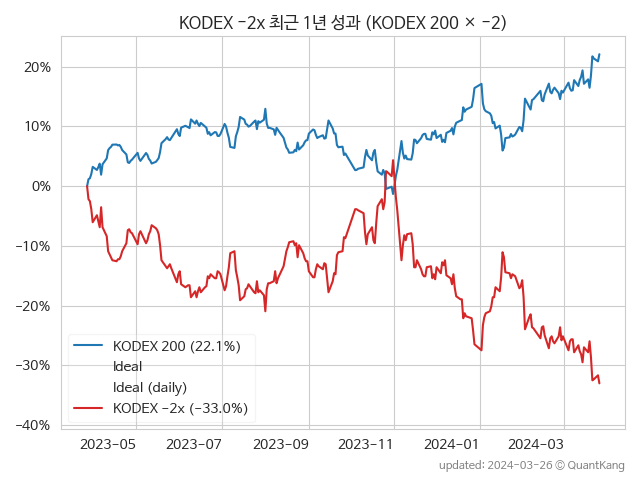 KODEX −2x 최근 1년 성과 (KODEX 200 × −2)
20%
10%
0%
−10%
−20%
−30%
−40%
KODEX 200 (22.1%)
Ideal
Ideal (daily)
KODEX −2x (−33.0%)
2023−05
2023−07
2023−09
2023−11
2024−01
2024−03
updated: 2024−03−26 © QuantKang